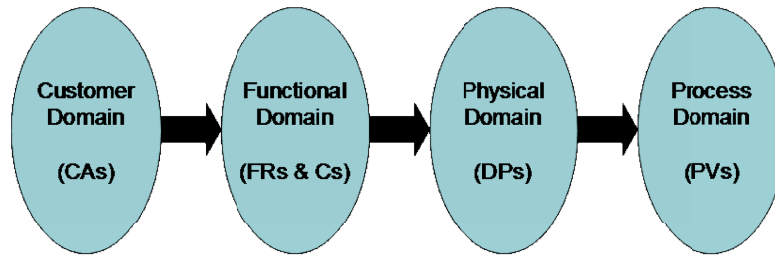 Customer
Domain
(CAs)
Functional
Domain
(FRs & Cs)
Physical
Domain
(DPs)
Process
Domain
(PVs)